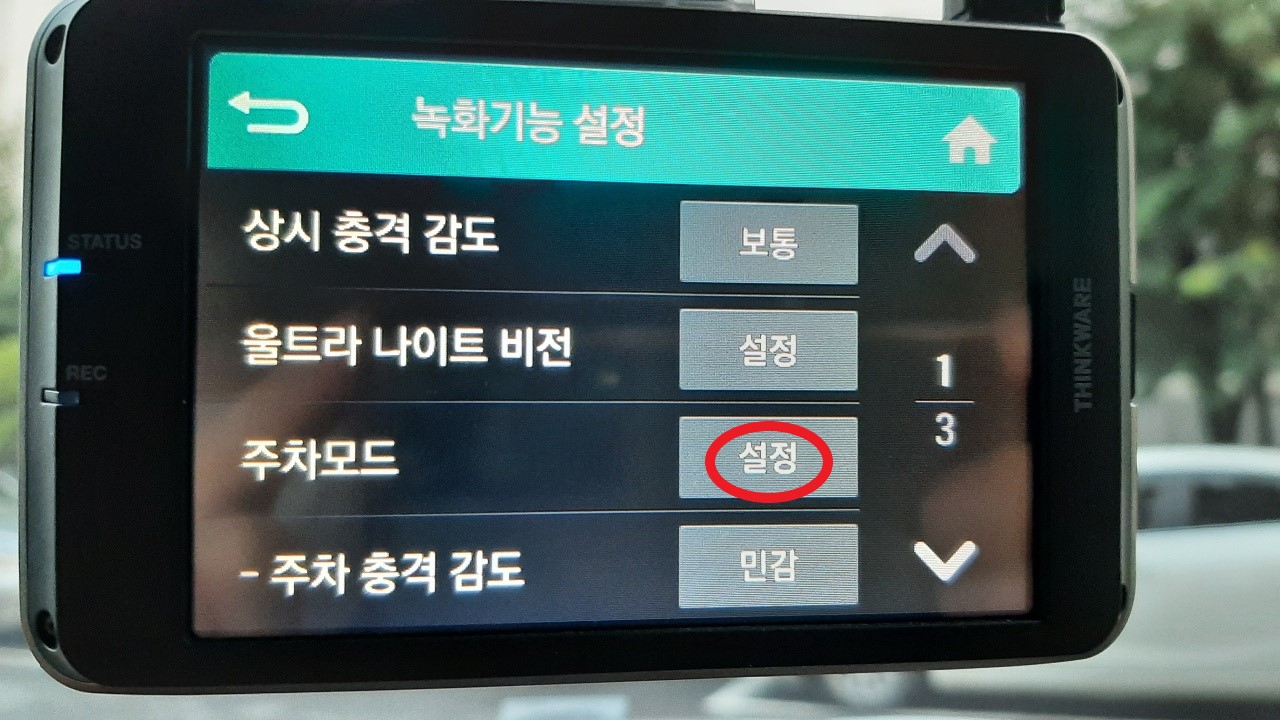 녹화기능 설정
STATUS
상시 충격 감도 보통
울트라 나이트 비전 설정
REC
1
3
주차모드 설정
- 주차 충격 감도 민감
THINKWARE